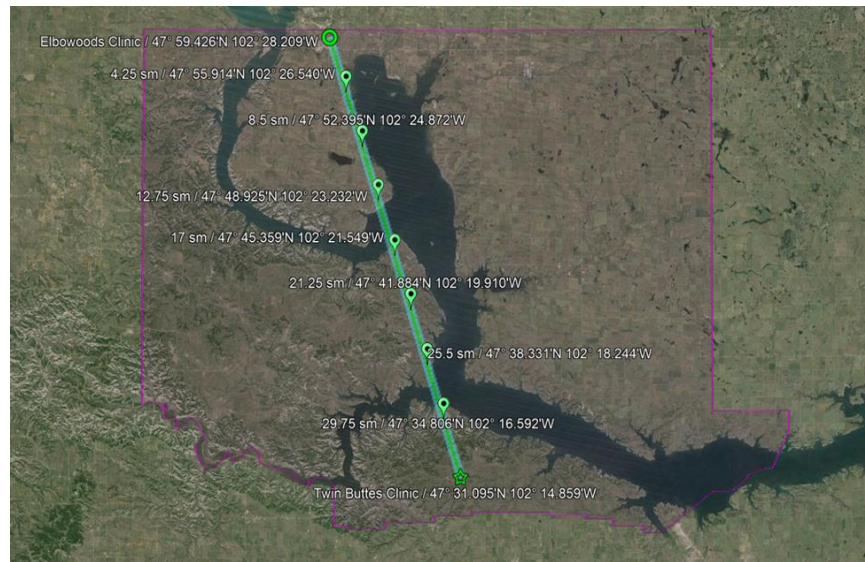 Elbowoods Clinic / 47° 59.426'N 102° 28.209'W
4.25 sm / 47° 55.914'N 102° 26.540'W
8.5 sm / 47° 52.395'N 102° 24.872'W
12.75 sm / 47° 48.925'N 102° 23.232'W
17 sm / 47° 45.359'N 102° 21.549'W
21.25 sm / 47° 41.884'N 102° 19.910'W
25.5 sm / 47° 38.331'N 102° 18.244'W
29.75 sm / 47° 34.806'N 102° 16.592'W
Twin Buttes Clinic / 47° 31.095'N 102° 14.859'W